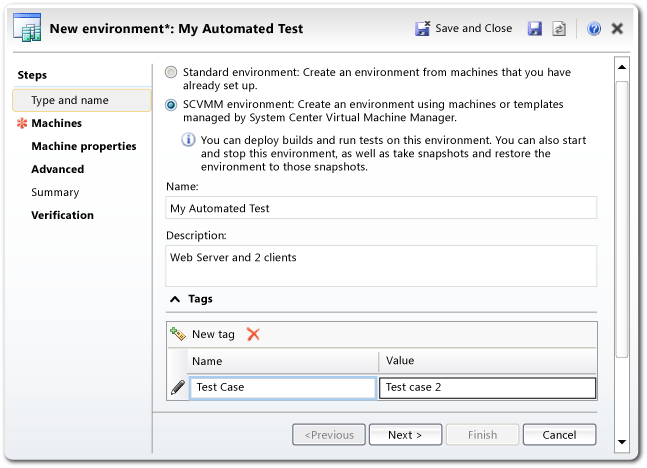 New environment*: My Automated Test
Save and Close
Steps
Type and name
Machines
Machine properties
Advanced
Summary
Verification
Standard environment: Create an environment from machines that you have
already set up.
SCVMM environment: Create an environment using machines or templates
managed by System Center Virtual Machine Manager.
You can deploy builds and run tests on this environment. You can also start
and stop this environment, as well as take snapshots and restore the
environment to those snapshots.
Name:
My Automated Test
Description:
Web Server and 2 clients
Tags
New tag
Name Value
Test Case Test case 2
<Previous Next > Finish Cancel